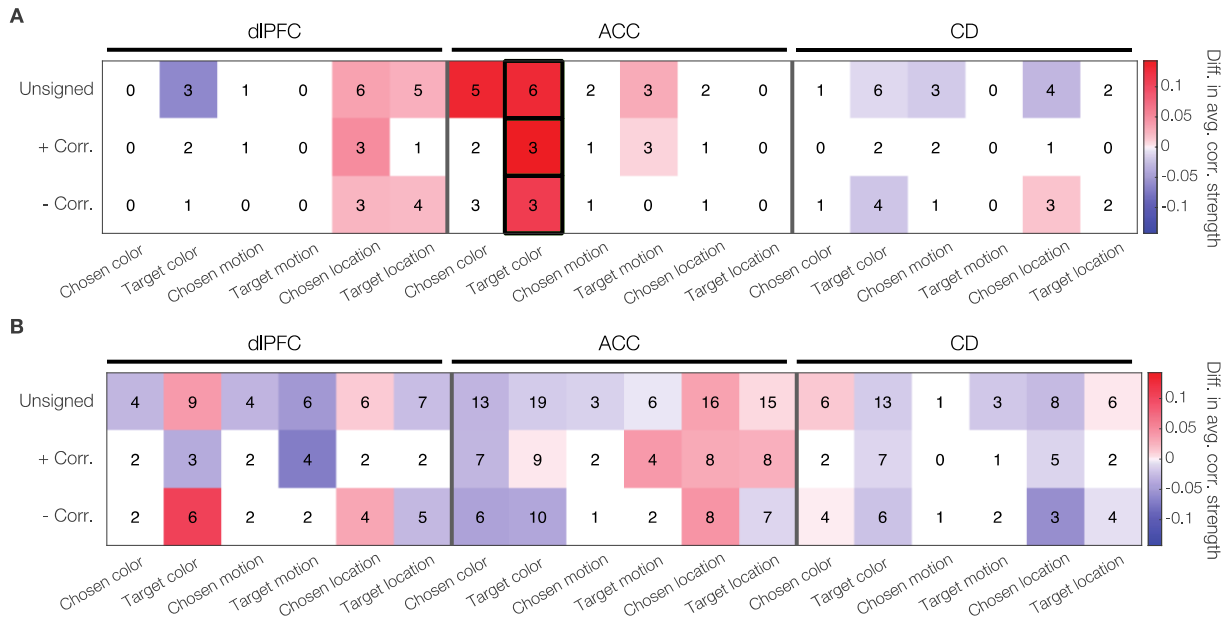 A
dlPFC ACC CD
Unsigned 0 3 1 0 6 5 5 6 2 3 2 0 1 6 3 0 4 2
+ Corr. 0 2 1 0 3 1 2 3 1 3 1 0 0 2 2 0 1 0
- Corr. 0 1 0 0 3 4 3 3 1 0 1 0 1 4 1 0 3 2
Chosen color Target color Chosen motion Target motion Chosen location Target location Chosen color Target color Chosen motion Target motion Chosen location Target location Chosen color Target color Chosen motion Target motion Chosen location Target location
0.1
0.05
0
-0.05
-0.1
Diff. in avg. corr. strength
B
dlPFC ACC CD
Unsigned 4 9 4 6 6 7 13 19 3 6 16 15 6 13 1 3 8 6
+ Corr. 2 3 2 4 2 2 7 9 2 4 8 8 2 7 0 1 5 2
- Corr. 2 6 2 2 4 5 6 10 1 2 8 7 4 6 1 2 3 4
Chosen color Target color Chosen motion Target motion Chosen location Target location Chosen color Target color Chosen motion Target motion Chosen location Target location Chosen color Target color Chosen motion Target motion Chosen location Target location
0.1
0.05
0
-0.05
-0.1
Diff. in avg. corr. strength